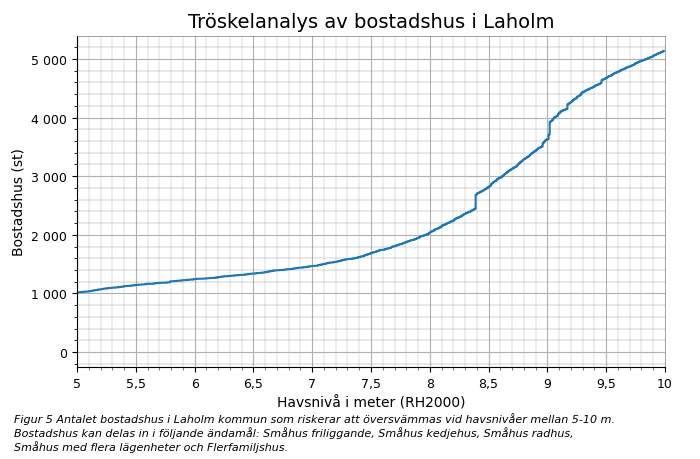 Tröskelanalys av bostadshus i Laholm
Bostadshus (st)
5 000
4 000
3 000
2 000
1 000
0
5 5,5 6 6,5 7 7,5 8 8,5 9 9,5 10
Havsnivå i meter (RH2000)
Figur 5 Antalet bostadshus i Laholm kommun som riskerar att översvämmas vid havsnivåer mellan 5-10 m.
Bostadshus kan delas in i följande ändamål: Småhus friliggande, Småhus kedjehus, Småhus radhus,
Småhus med flera lägenheter och Flerfamiljshus.